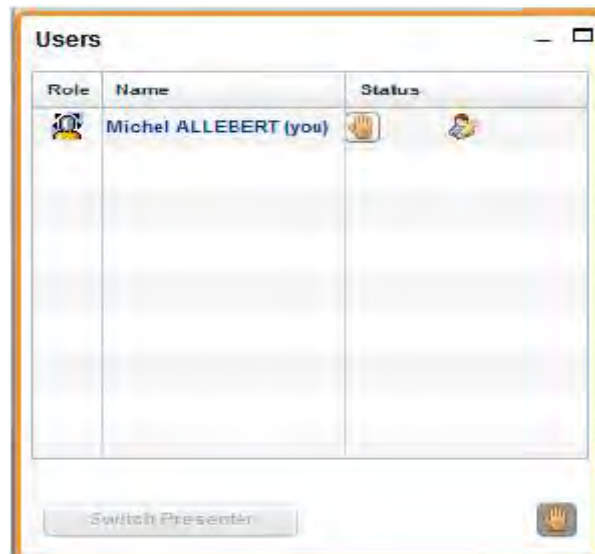 Users
Role Name Status
Michel ALLEBERT (you)
Switch Presenter